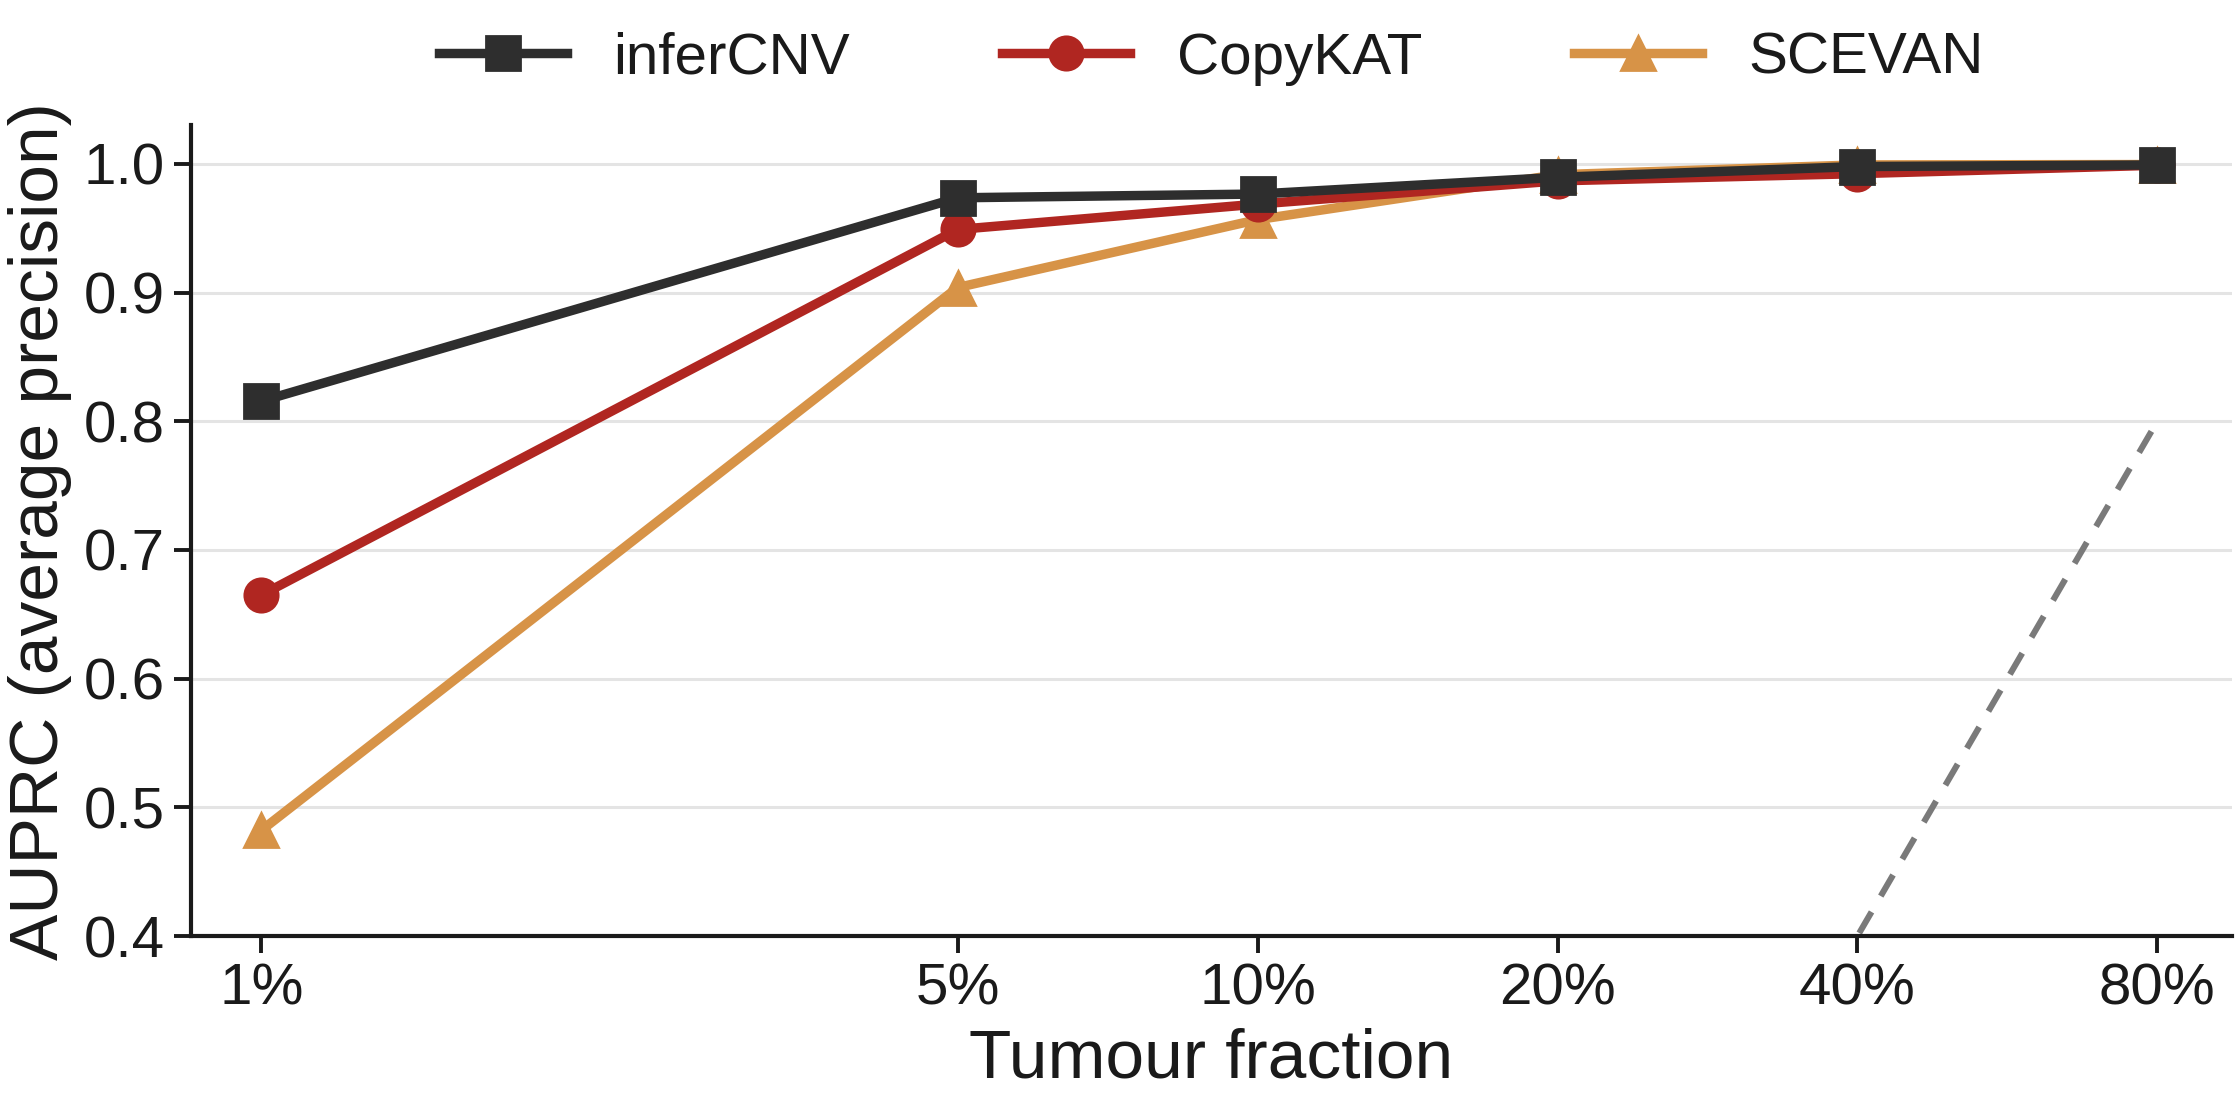 inferCNV CopyKAT SCEVAN
AUPRC (average precision)
1.0
0.9
0.8
0.7
0.6
0.5
0.4
1% 5% 10% 20% 40% 80%
Tumour fraction